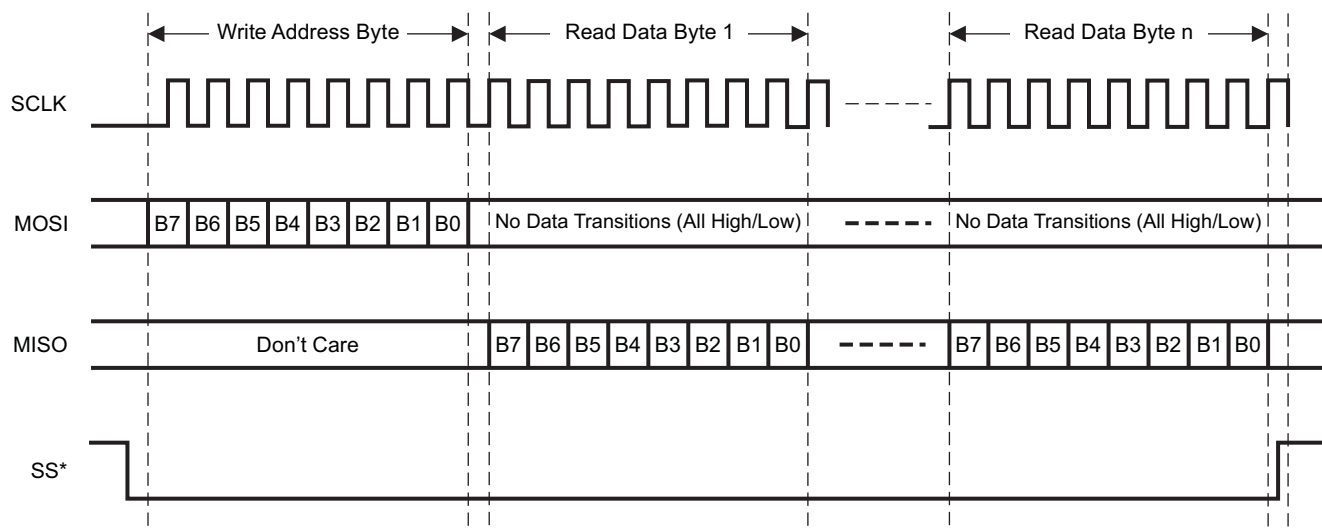 Write Address Byte Read Data Byte 1 Read Data Byte n
SCLK
MOSI B7 B6 B5 B4 B3 B2 B1 B0 No Data Transitions (All High/Low) No Data Transitions (All High/Low)
MISO Don't Care B7 B6 B5 B4 B3 B2 B1 B0 B7 B6 B5 B4 B3 B2 B1 B0
SS*